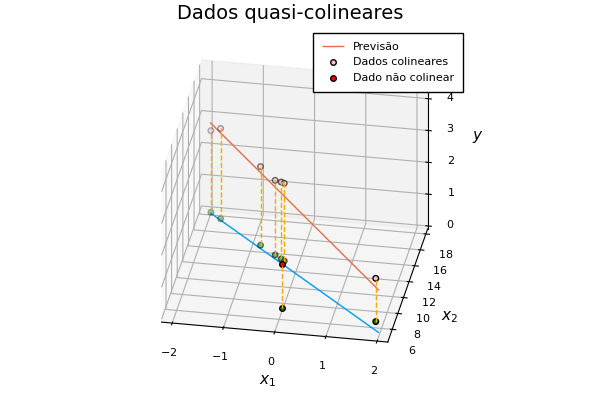 Dados quasi-colineares
Previsão
Dados colineares
Dado não colinear
4
3
2
1
0
y
18
16
14
12
10
8
6
x₂
−2
−1
0
1
2
x₁